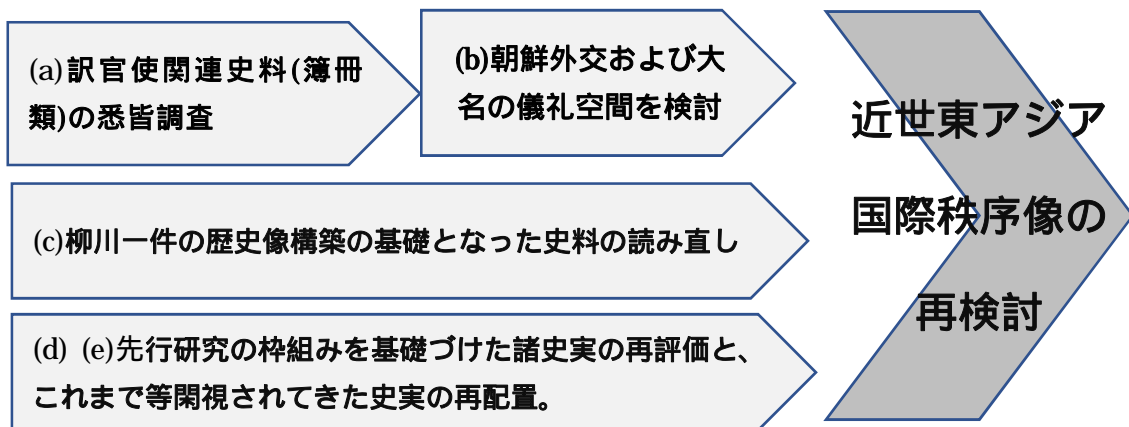 (a)訳官使関連史料(簿冊
類)の悉皆調査
(b)朝鮮外交および大
名の儀礼空間を検討
(c)柳川一件の歴史像構築の基礎となった史料の読み直し
(d) (e)先行研究の枠組みを基礎づけた諸史実の再評価と、
これまで等閑視されてきた史実の再配置。
近世東アジア
国際秩序像の
再検討